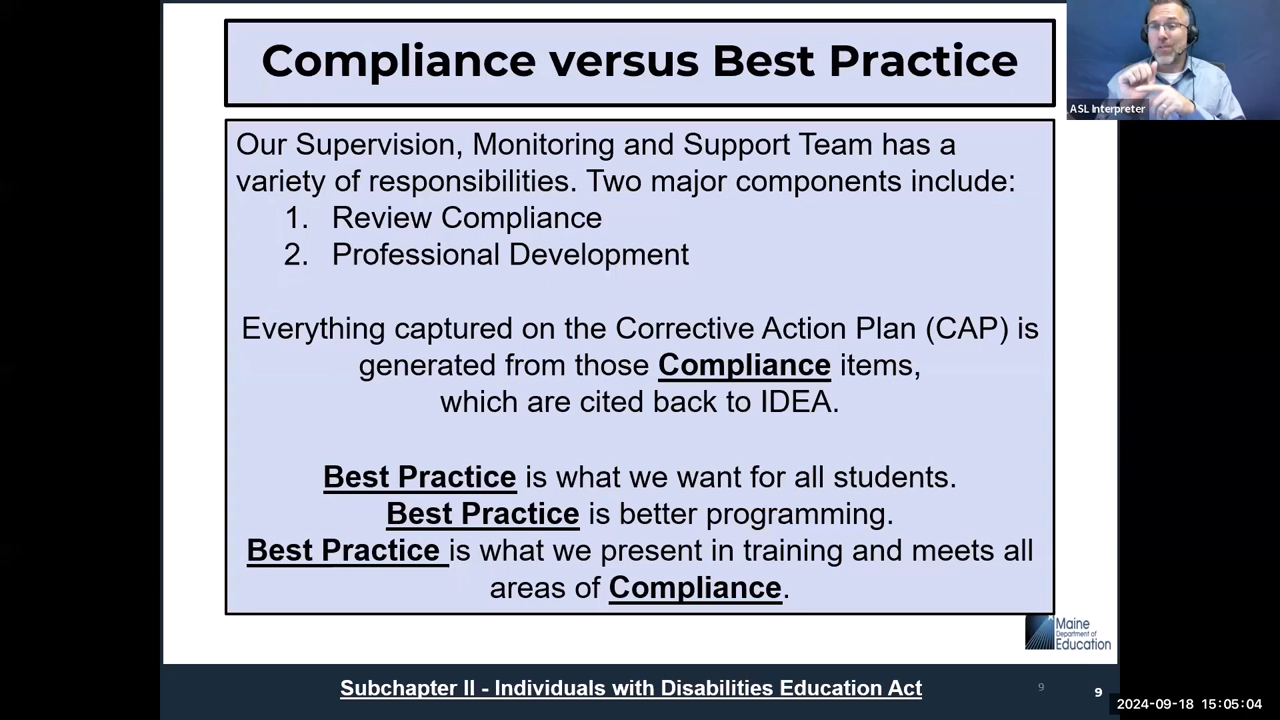 Compliance versus Best Practice
ASL Interpreter
Our Supervision, Monitoring and Support Team has a
variety of responsibilities. Two major components include:
1. Review Compliance
2. Professional Development
Everything captured on the Corrective Action Plan (CAP) is
generated from those Compliance items,
which are cited back to IDEA.
Best Practice is what we want for all students.
Best Practice is better programming.
Best Practice is what we present in training and meets all
areas of Compliance.
Maine
Department of
Education
Subchapter II - Individuals with Disabilities Education Act
9
9
2024-09-18 15:05:04